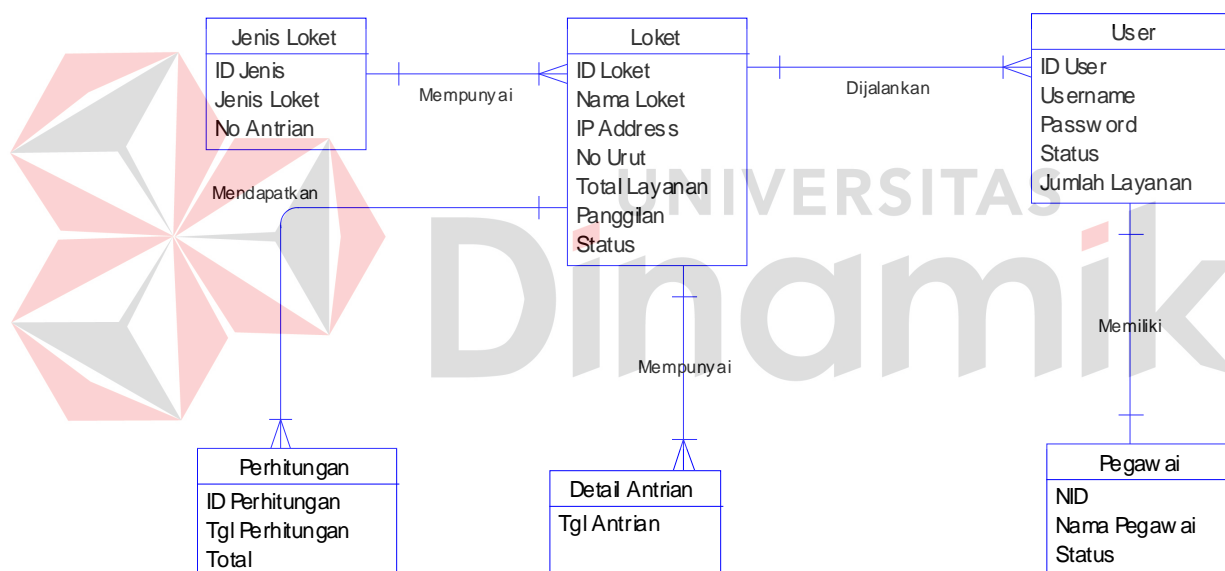 Jenis Loket
ID Jenis
Jenis Loket
No Antrian
Mempunyai
Loket
ID Loket
Nama Loket
IP Address
No Urut
Total Layanan
Panggilan
Status
Dijalankan
User
ID User
Username
Password
Status
Jumlah Layanan
Mendapatkan
UNIVERSITAS
Dinamik
Mempunyai
Memiliki
Perhitungan
ID Perhitungan
Tgl Perhitungan
Total
Detail Antrian
Tgl Antrian
Pegawai
NID
Nama Pegawai
Status